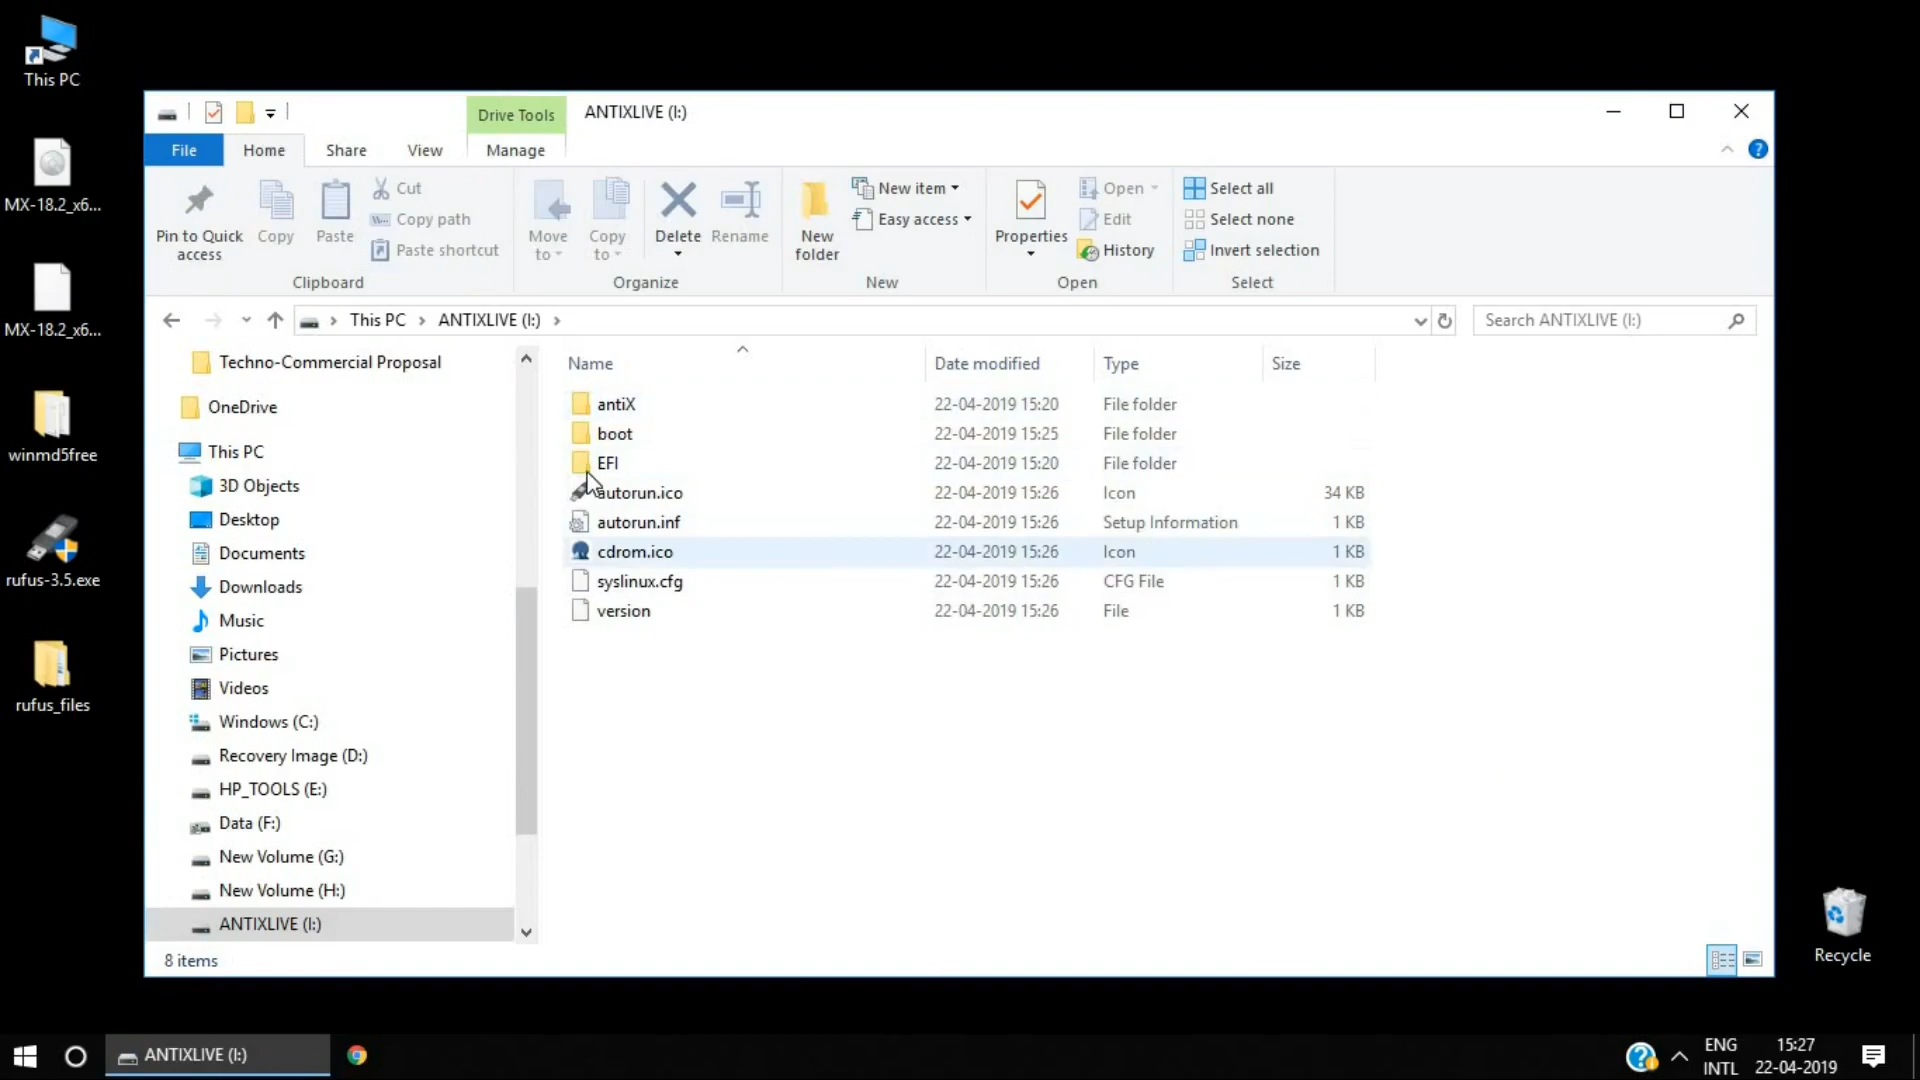 This PC
MX-18.2_x6...
MX-18.2_x6...
winmd5free
rufus-3.5.exe
rufus_files
Recycle
Drive Tools
ANTIXLIVE (I:)
File
Home
Share
View
Manage
Pin to Quick
access
Copy
Paste
Cut
Copy path
Paste shortcut
Clipboard
Move
to
Copy
to
Delete
Rename
Organize
New
folder
New item
Easy access
New
Properties
Open
Edit
History
Open
Select all
Select none
Invert selection
Select
This PC
ANTIXLIVE (I:)
Search ANTIXLIVE (I:)
Techno-Commercial Proposal
OneDrive
This PC
3D Objects
Desktop
Documents
Downloads
Music
Pictures
Videos
Windows (C:)
Recovery Image (D:)
HP_TOOLS (E:)
Data (F:)
New Volume (G:)
New Volume (H:)
ANTIXLIVE (I:)
Name Date modified Type Size
antiX 22-04-2019 15:20 File folder
boot 22-04-2019 15:25 File folder
EFI 22-04-2019 15:20 File folder
autorun.ico 22-04-2019 15:26 Icon 34 KB
autorun.inf 22-04-2019 15:26 Setup Information 1 KB
cdrom.ico 22-04-2019 15:26 Icon 1 KB
syslinux.cfg 22-04-2019 15:26 CFG File 1 KB
version 22-04-2019 15:26 File 1 KB
8 items
ANTIXLIVE (I:)
ENG
INTL
15:27
22-04-2019